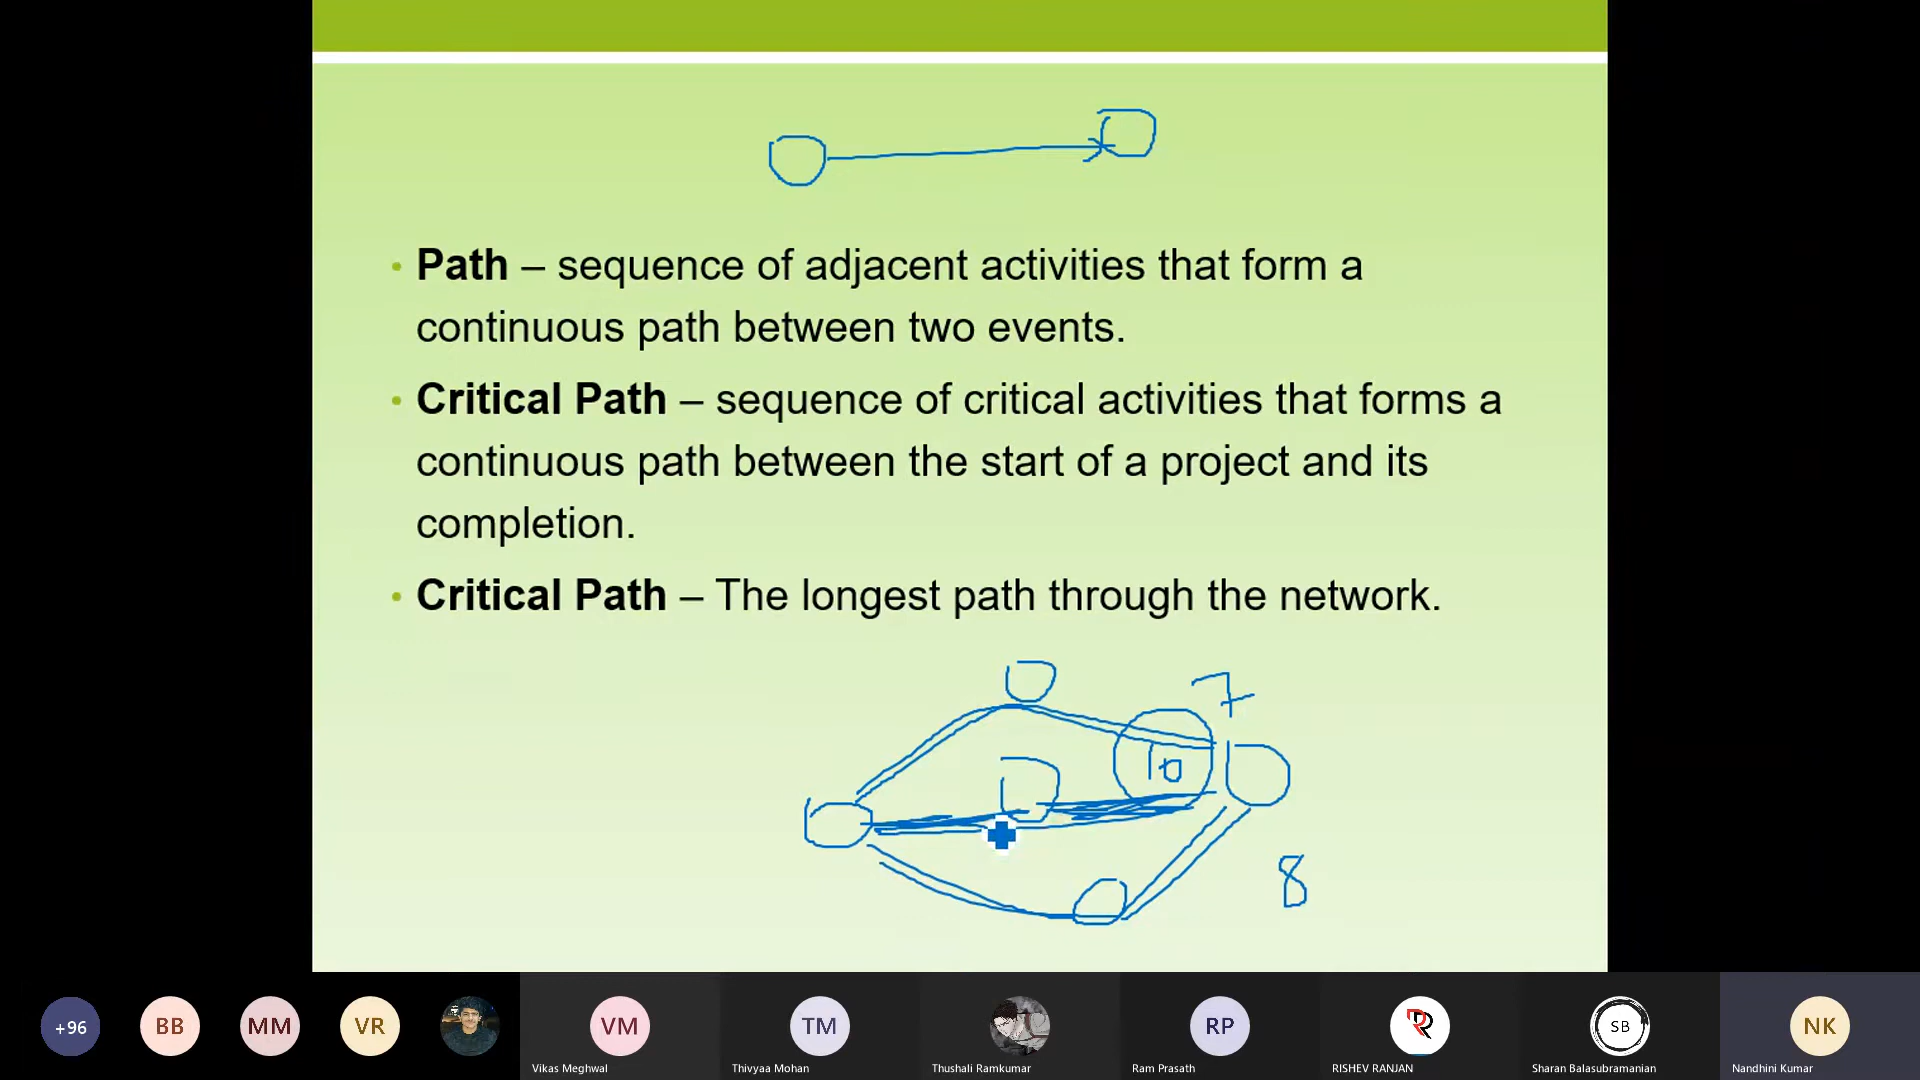 • Path – sequence of adjacent activities that form a
continuous path between two events.
• Critical Path – sequence of critical activities that forms a
continuous path between the start of a project and its
completion.
• Critical Path – The longest path through the network.
7
10
8
+96
BB
MM
VR
VM
TM
RP
SB
NK
Vikas Meghwal
Thivyaa Mohan
Thushali Ramkumar
Ram Prasath
RISHEV RANJAN
Sharan Balasubramanian
Nandhini Kumar